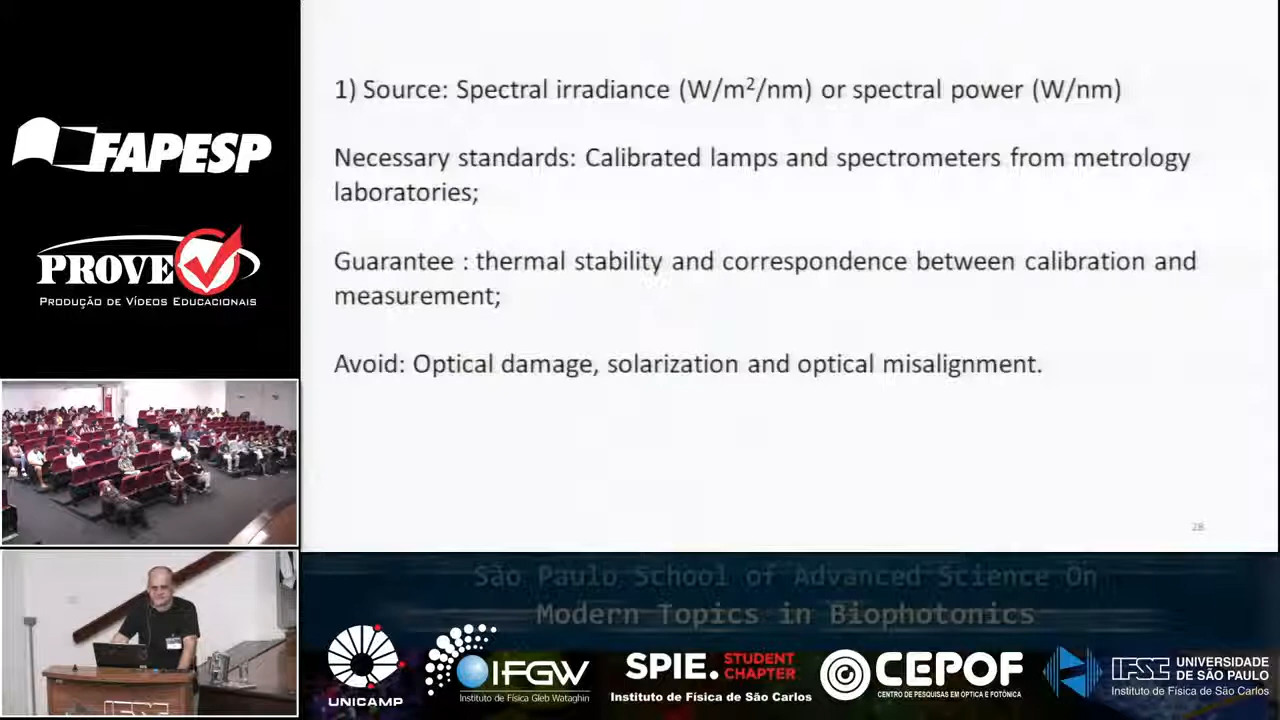 FAPESP
PROVE
PRODUÇÃO DE VÍDEOS EDUCACIONAIS
1) Source: Spectral irradiance (W/m²/nm) or spectral power (W/nm)
Necessary standards: Calibrated lamps and spectrometers from metrology
laboratories;
Guarantee : thermal stability and correspondence between calibration and
measurement;
Avoid: Optical damage, solarization and optical misalignment.
28
IFSC
São Paulo School of Advanced Science On
Modern Topics in Biophotonics
UNICAMP
IFGW
Instituto de Física Gleb Wataghin
SPIE. STUDENT
CHAPTER
Instituto de Física de São Carlos
CEPOF
CENTRO DE PESQUISAS EM ÓPTICA E FOTÔNICA
IFSC UNIVERSIDADE
DE SÃO PAULO
Instituto de Física de São Carlos